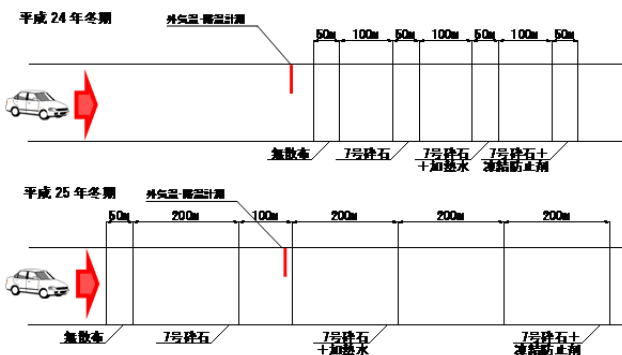 平成 24 年冬期
外気温・路温計測
50m 100m 50m 100m 50m 100m 50m
無散布
7号砕石
7号砕石
＋加熱水
7号砕石＋
凍結防止剤
平成 25 年冬期
外気温・路温計測
50m 200m 100m 200m 200m 200m
無散布
7号砕石
7号砕石
＋加熱水
7号砕石＋
凍結防止剤